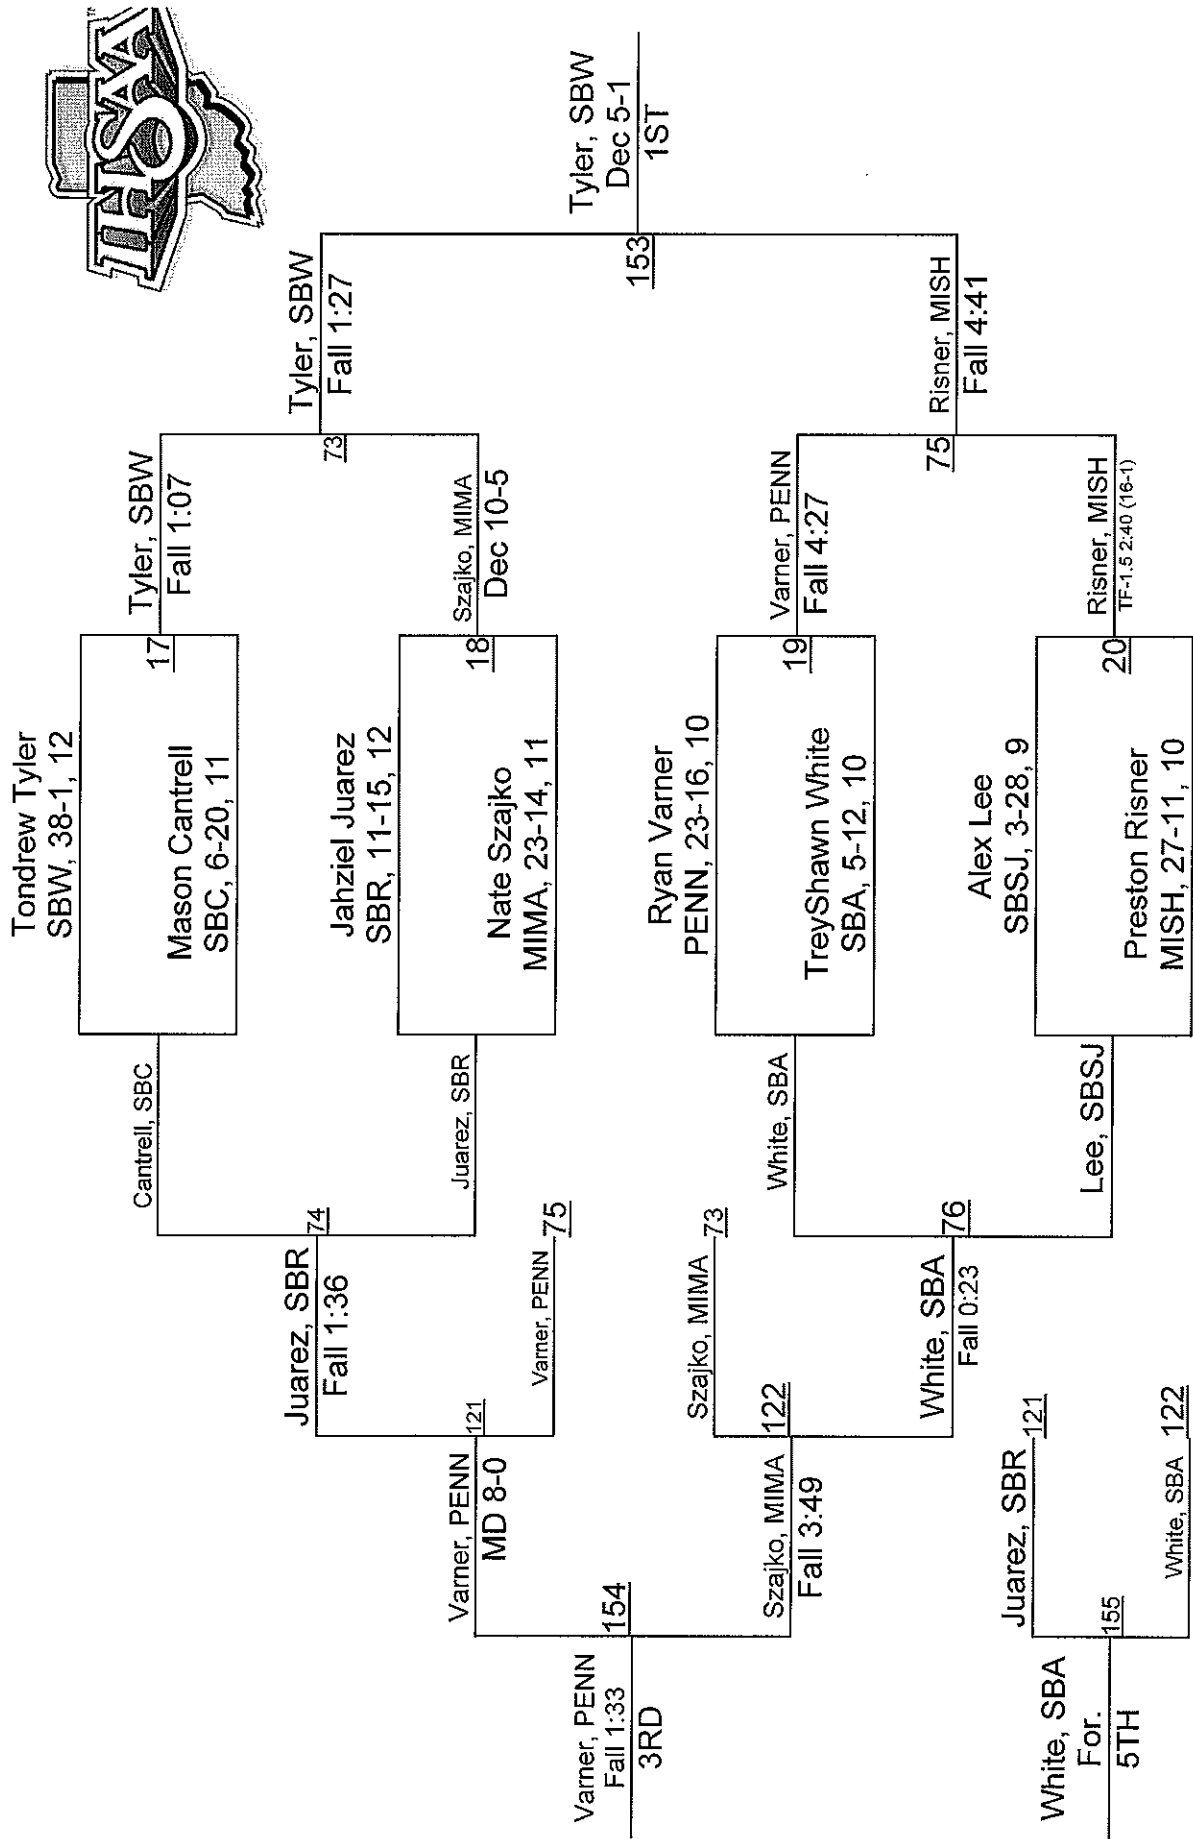 IHSWA
Tondrew Tyler
SBW, 38-1, 12
17
Mason Cantrell
SBC, 6-20, 11
Jahziel Juarez
SBR, 11-15, 12
18
Nate Szajko
MIMA, 23-14, 11
Ryan Varner
PENN, 23-16, 10
19
TreyShawn White
SBA, 5-12, 10
Alex Lee
SBSJ, 3-28, 9
20
Preston Risner
MISH, 27-11, 10
Tyler, SBW
Fall 1:07
Szajko, MIMA
Dec 10-5
Varner, PENN
Fall 4:27
Risner, MISH
TF-1.5 2:40 (16-1)
73
Tyler, SBW
Fall 1:27
75
Risner, MISH
Fall 4:41
153
Tyler, SBW
Dec 5-1
1ST
Cantrell, SBC
Juarez, SBR
White, SBA
Lee, SBSJ
74
Juarez, SBR
Fall 1:36
Varner, PENN
75
Szajko, MIMA
73
76
White, SBA
Fall 0:23
121
Varner, PENN
MD 8-0
122
Szajko, MIMA
Fall 3:49
154
Varner, PENN
Fall 1:33
3RD
Juarez, SBR
121
White, SBA
122
155
White, SBA
For.
5TH